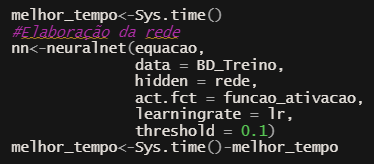 melhor_tempo<-Sys.time()
#Elaboração da rede
nn<-neuralnet(equacao,
data = BD_Treino,
hidden = rede,
act.fct = funcao_ativacao,
learningrate = lr,
threshold = 0.1)
melhor_tempo<-Sys.time()-melhor_tempo